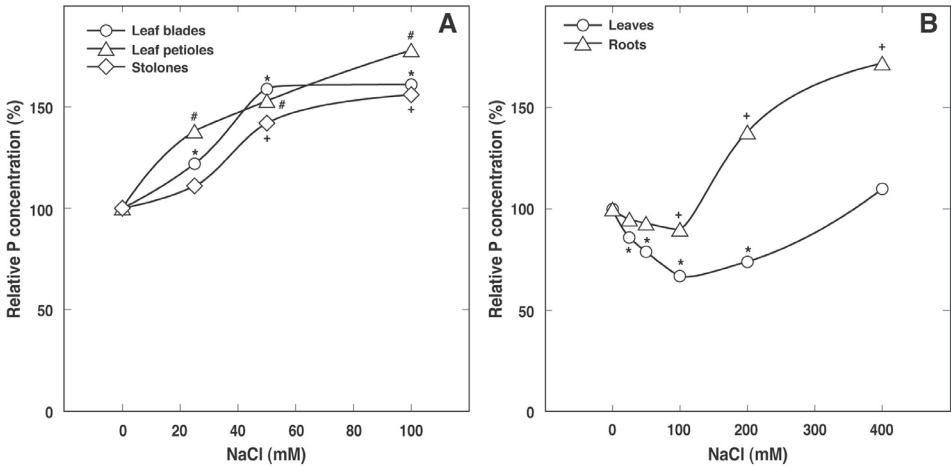 A
Leaf blades
Leaf petioles
Stolones
Relative P concentration (%)
150
100
50
0
# # #
* * *
+ +
0 20 40 60 80 100
NaCl (mM)
B
Leaves
Roots
Relative P concentration (%)
150
100
50
0
+ + +
* * * *
0 100 200 300 400
NaCl (mM)